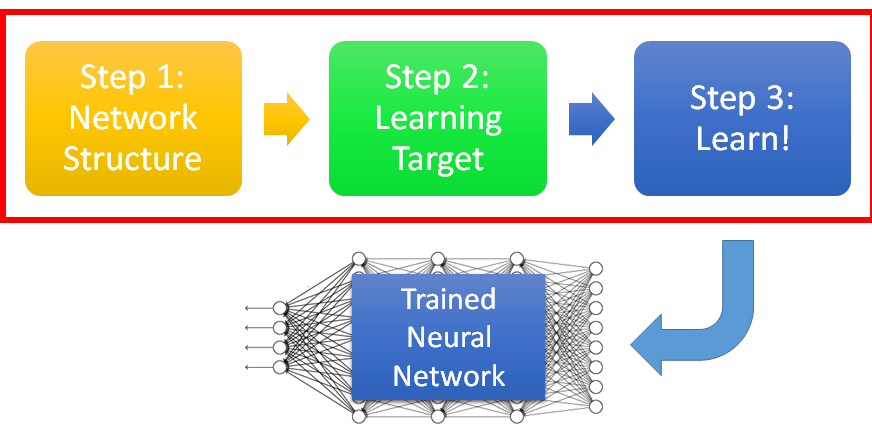 Step 1:
Network
Structure
Step 2:
Learning
Target
Step 3:
Learn!
Trained
Neural
Network